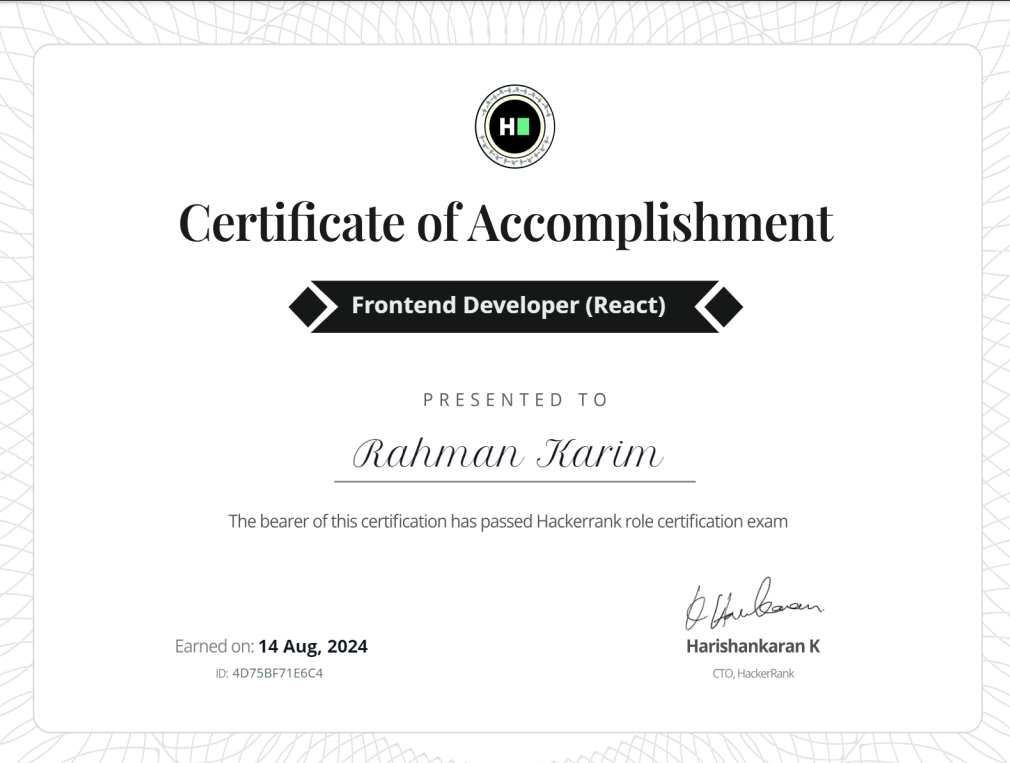 H
Certificate of Accomplishment
Frontend Developer (React)
PRESENTED TO
Rahman Karim
The bearer of this certification has passed Hackerrank role certification exam
Earned on: 14 Aug, 2024
ID: 4D75BF71E6C4
Harishankaran K
CTO, HackerRank